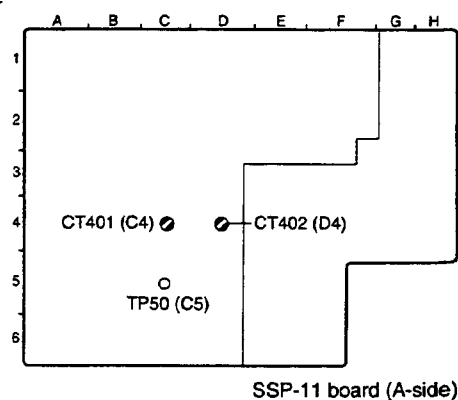 A B C D E F G H
1
2
3
4
5
6
CT401 (C4)
CT402 (D4)
TP50 (C5)
SSP-11 board (A-side)